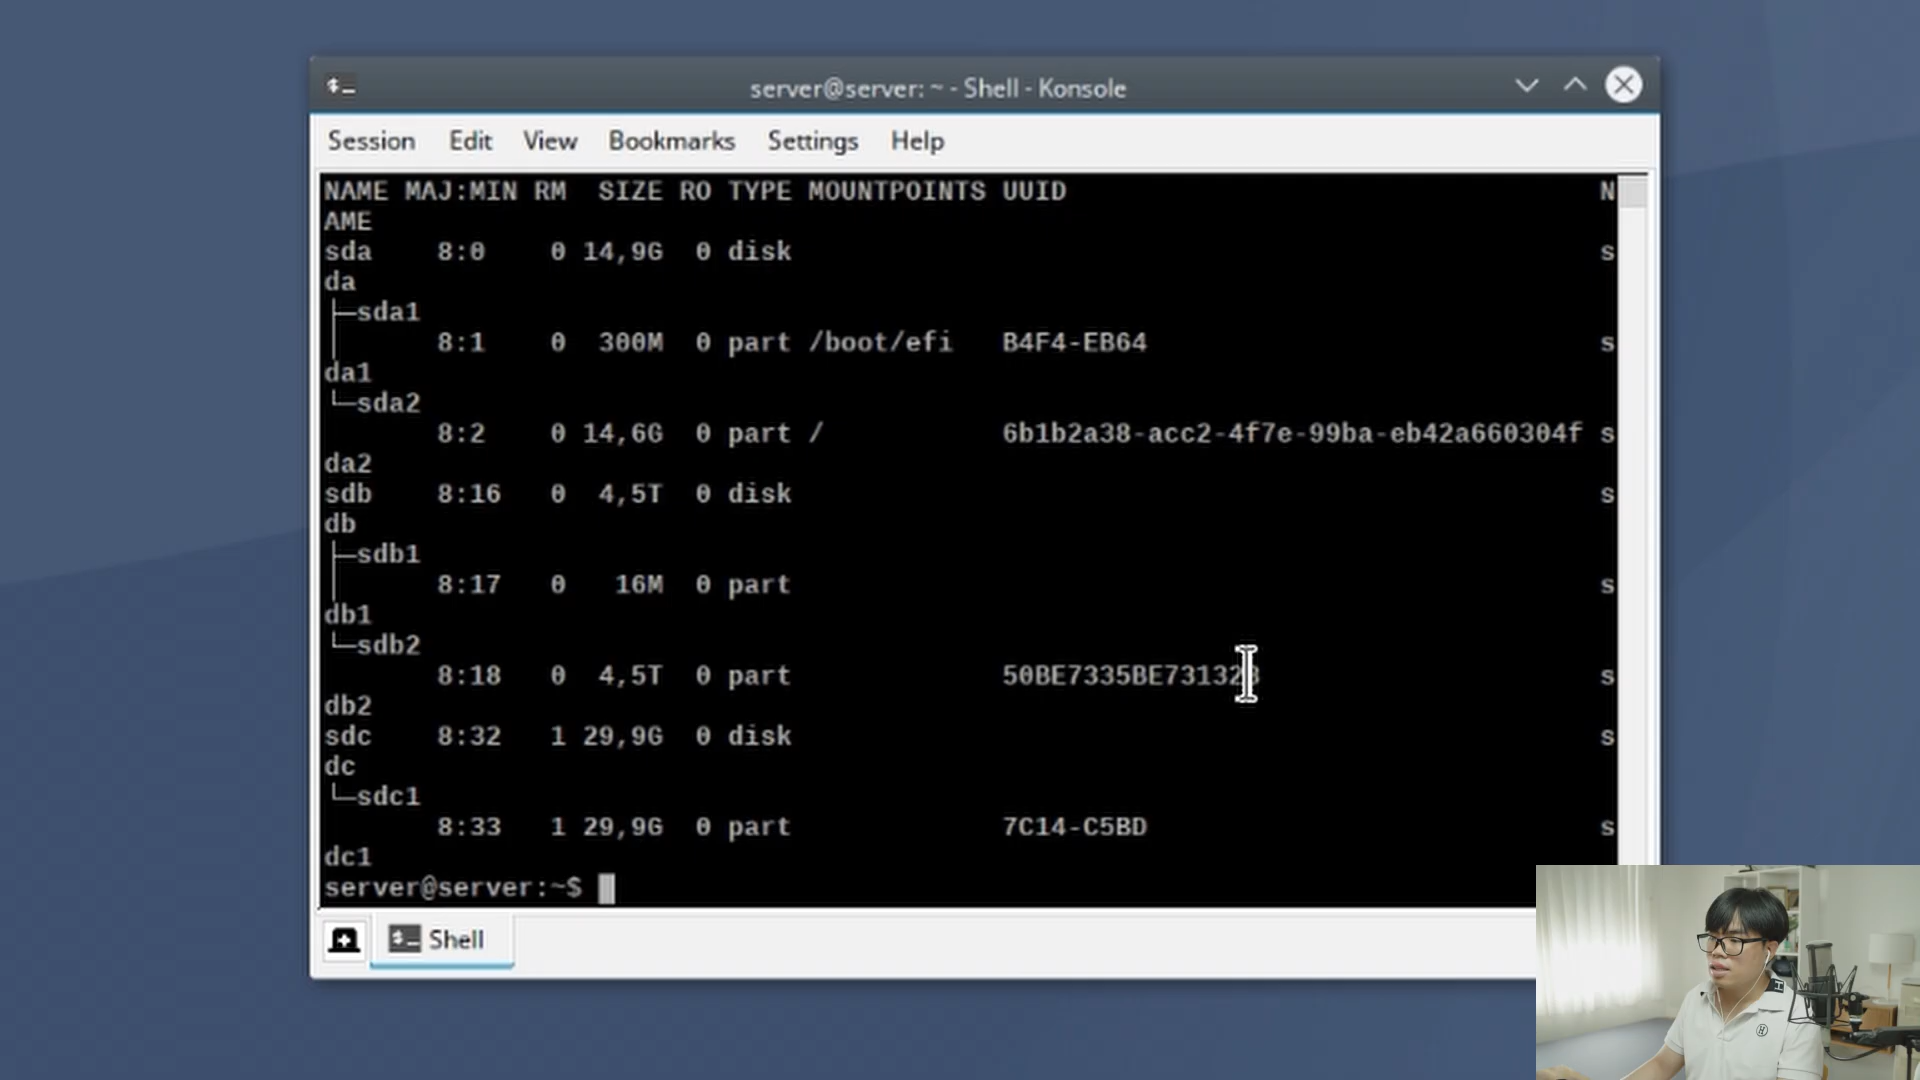 server@server: ~ - Shell - Konsole
Session Edit View Bookmarks Settings Help
NAME MAJ:MIN RM SIZE RO TYPE MOUNTPOINTS UUID N
AME
sda 8:0 0 14,9G 0 disk s
da
├─sda1
│ 8:1 0 300M 0 part /boot/efi B4F4-EB64 s
da1
└─sda2
8:2 0 14,6G 0 part / 6b1b2a38-acc2-4f7e-99ba-eb42a660304f s
da2
sdb 8:16 0 4,5T 0 disk s
db
├─sdb1
│ 8:17 0 16M 0 part s
db1
└─sdb2
8:18 0 4,5T 0 part s
db2
sdc 8:32 1 29,9G 0 disk s
dc
└─sdc1
8:33 1 29,9G 0 part 7C14-C5BD s
dc1
server@server:~$
Shell